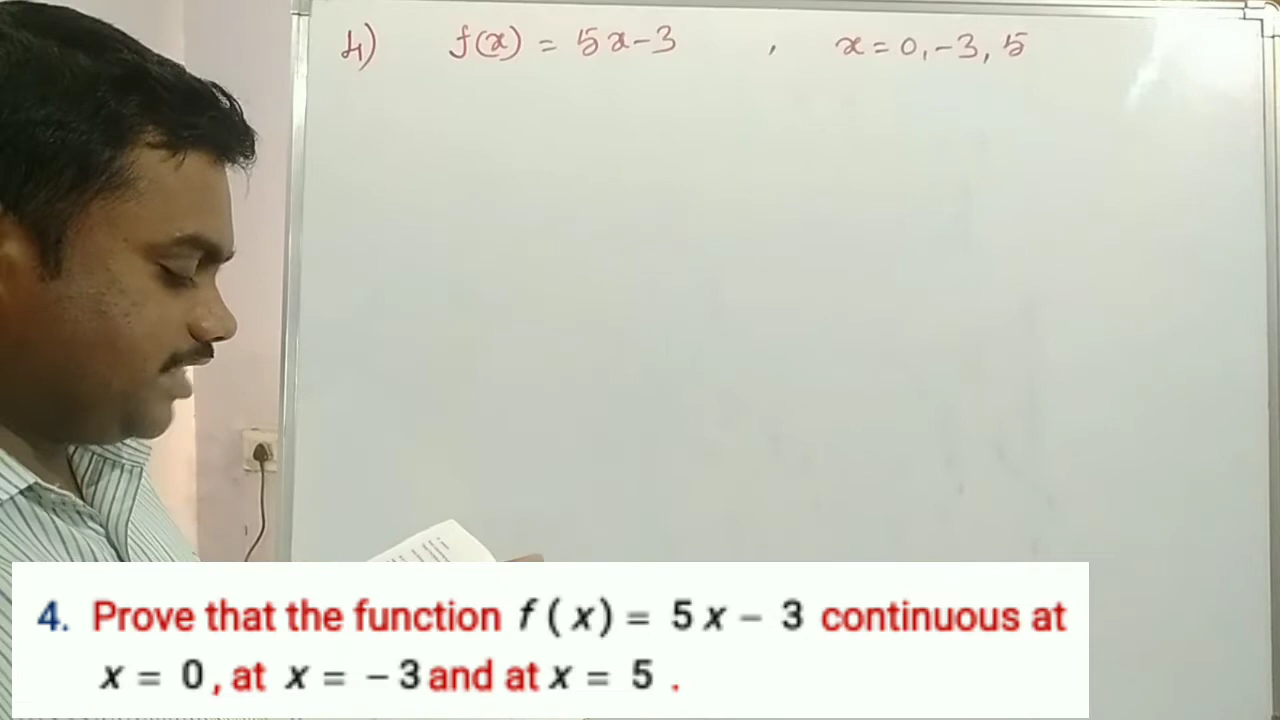 4) f(x) = 5x-3 , x = 0, -3, 5
4. Prove that the function f(x) = 5x - 3 continuous at
x = 0, at x = -3 and at x = 5 .